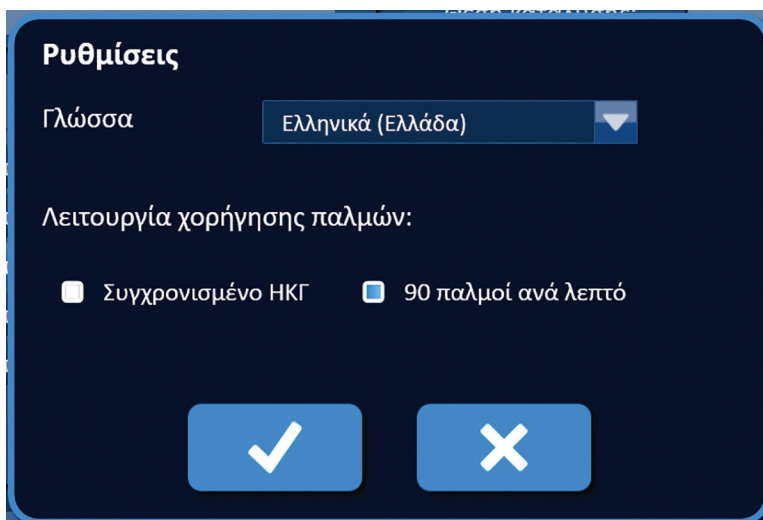 Ρυθμίσεις
Γλώσσα
Ελληνικά (Ελλάδα)
Λειτουργία χορήγησης παλμών:
Συγχρονισμένο ΗΚΓ
90 παλμοί ανά λεπτό